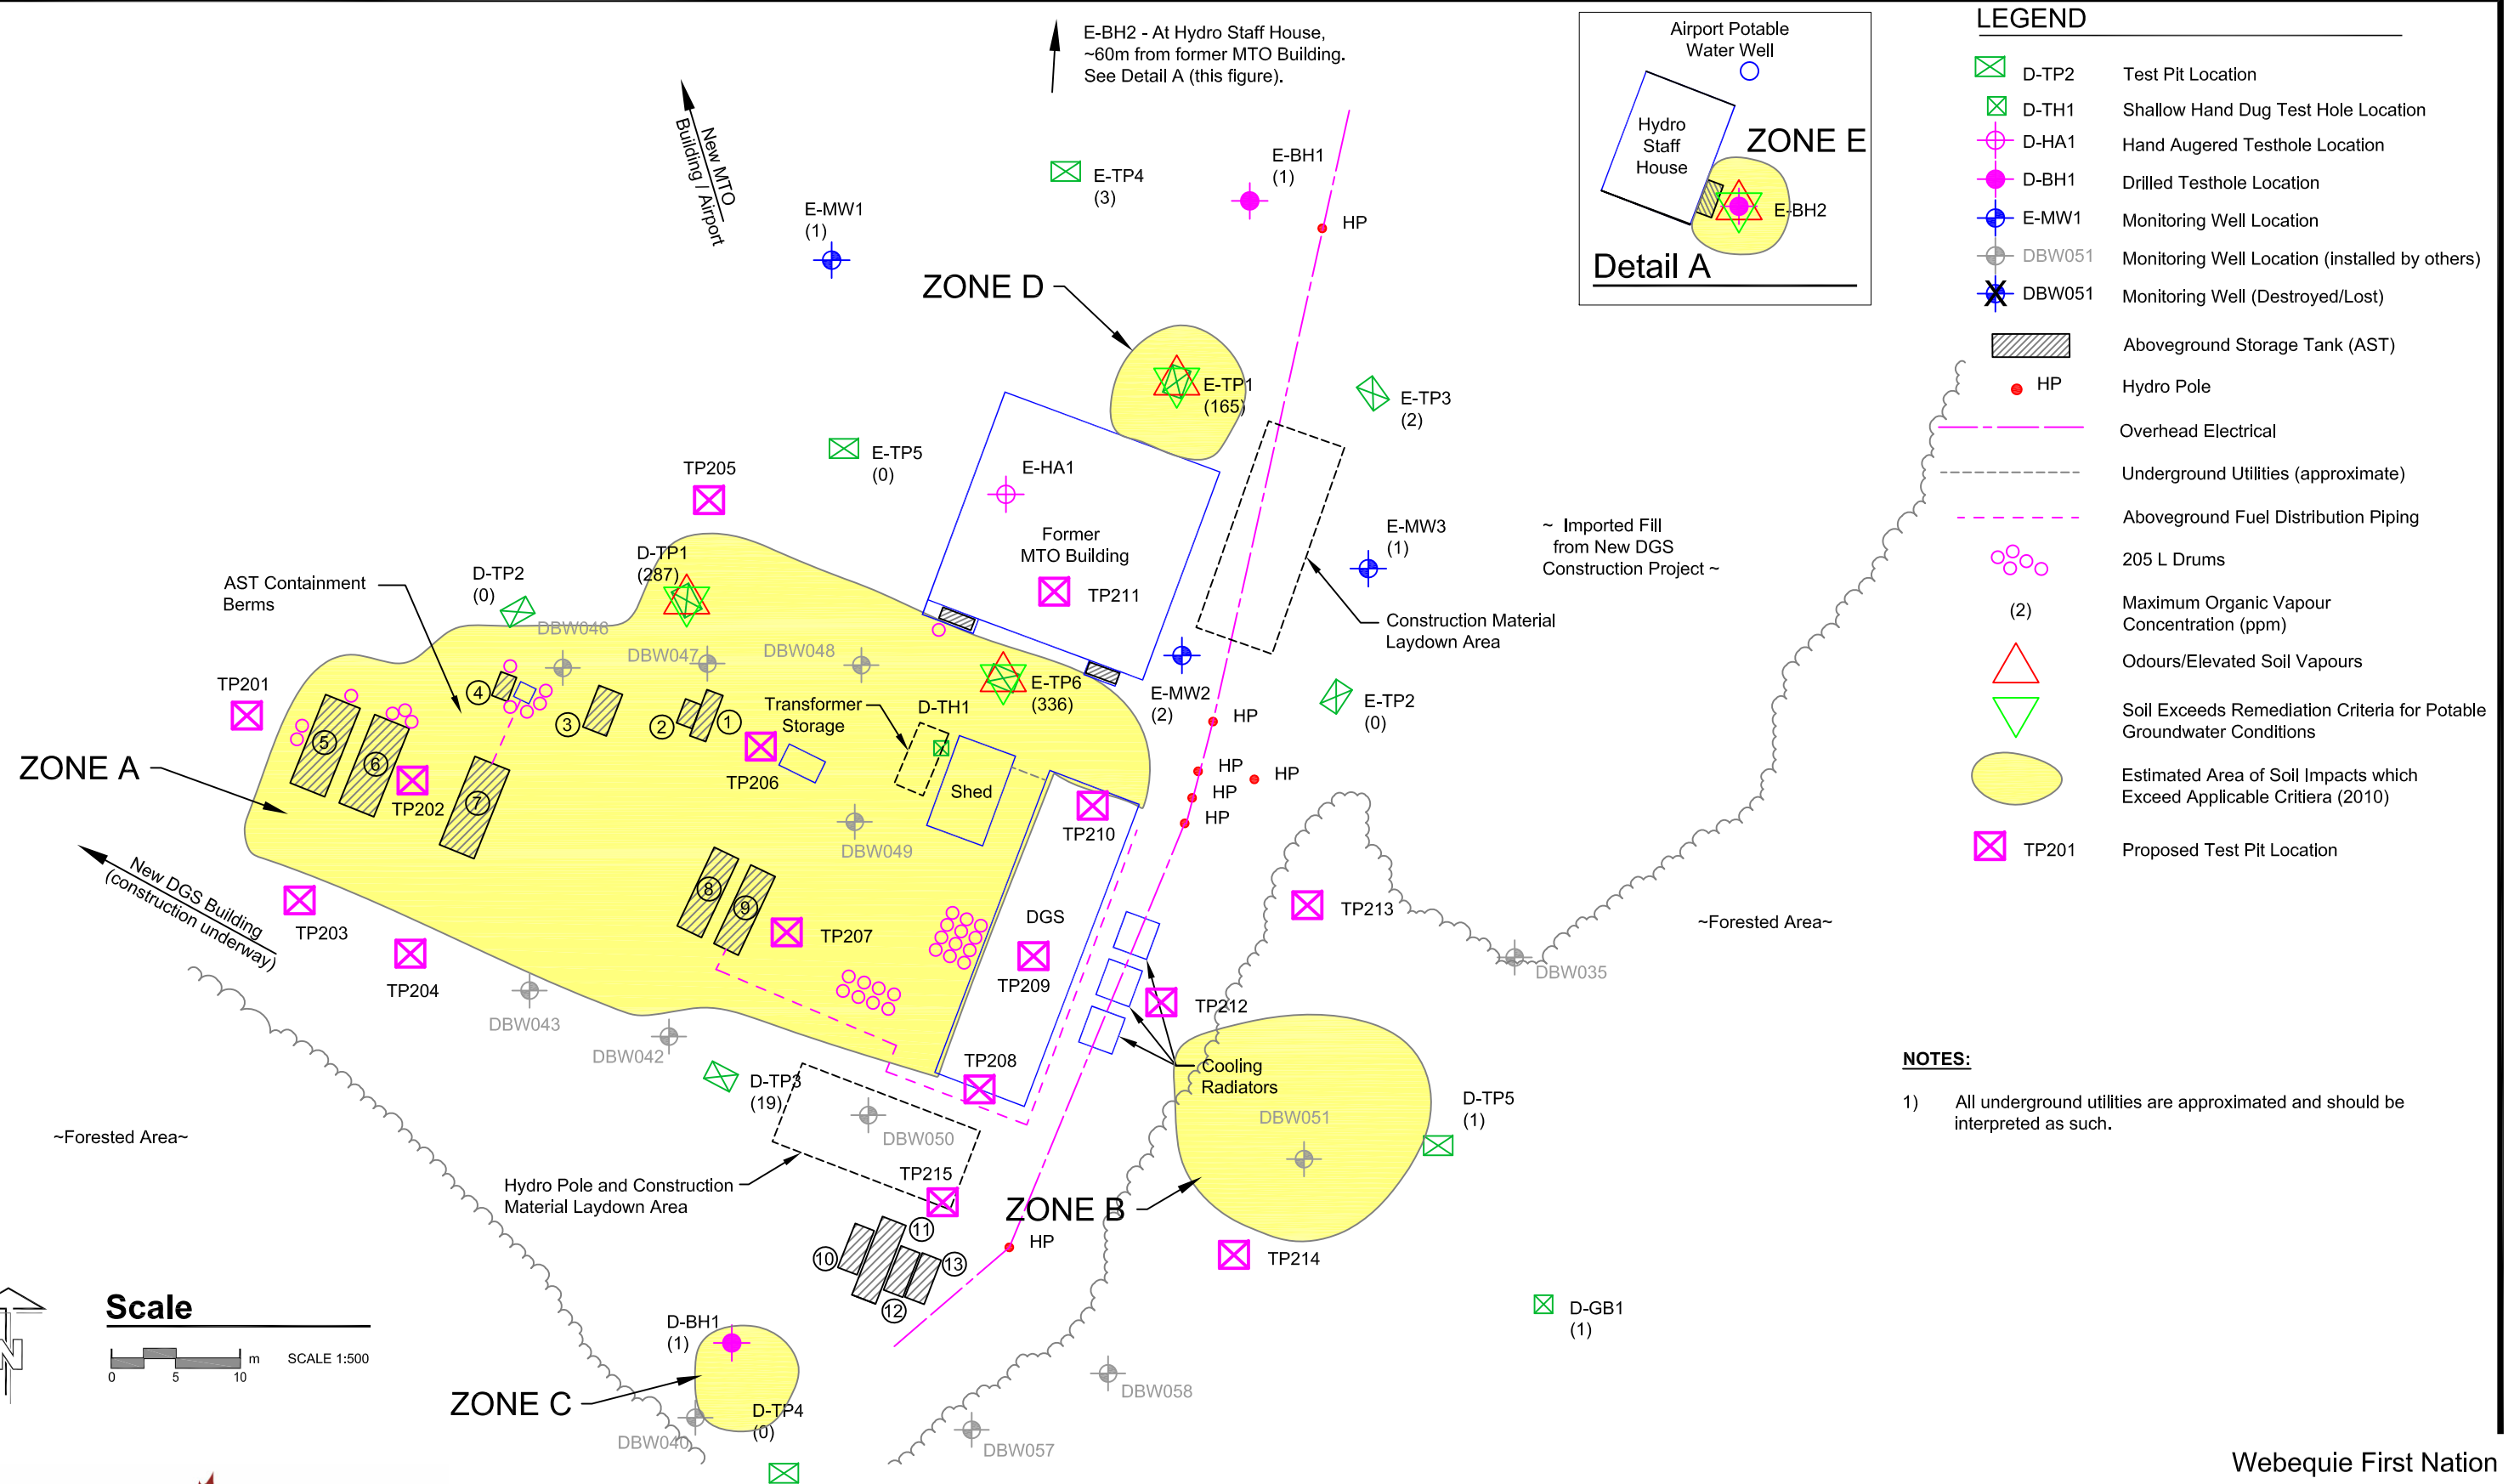 E-BH2 - At Hydro Staff House,
~60m from former MTO Building.
See Detail A (this figure).
New MTO
Building / Airport
E-MW1
(1)
E-TP4
(3)
E-BH1
(1)
HP
Airport Potable
Water Well
Hydro
Staff
House
ZONE E
E-BH2
Detail A
ZONE D
E-TP1
(165)
E-TP3
(2)
E-TP5
(0)
TP205
E-HA1
Former
MTO Building
TP211
E-MW3
(1)
~ Imported Fill
from New DGS
Construction Project ~
Construction Material
Laydown Area
D-TP1
(287)
D-TP2
(0)
AST Containment
Berms
DBW046
DBW047
DBW048
TP201
4
3
2
1
Transformer
Storage
D-TH1
E-TP6
(336)
E-MW2
(2)
HP
E-TP2
(0)
ZONE A
5
6
TP202
7
TP206
Shed
HP
HP
HP
HP
TP210
DBW049
New DGS Building
(construction underway)
TP203
TP204
8
9
TP207
DGS
TP209
TP213
~Forested Area~
DBW035
DBW043
DBW042
TP212
Cooling
Radiators
TP208
D-TP3
(19)
DBW050
DBW051
D-TP5
(1)
~Forested Area~
Hydro Pole and Construction
Material Laydown Area
TP215
ZONE B
10
11
12
13
HP
TP214
D-GB1
(1)
D-BH1
(1)
ZONE C
D-TP4
(0)
DBW040
DBW058
DBW057
N
Scale
0 5 10 m SCALE 1:500
LEGEND
D-TP2 Test Pit Location
D-TH1 Shallow Hand Dug Test Hole Location
D-HA1 Hand Augered Testhole Location
D-BH1 Drilled Testhole Location
E-MW1 Monitoring Well Location
DBW051 Monitoring Well Location (installed by others)
DBW051 Monitoring Well (Destroyed/Lost)
Aboveground Storage Tank (AST)
HP Hydro Pole
Overhead Electrical
Underground Utilities (approximate)
Aboveground Fuel Distribution Piping
205 L Drums
(2) Maximum Organic Vapour
Concentration (ppm)
Odours/Elevated Soil Vapours
Soil Exceeds Remediation Criteria for Potable
Groundwater Conditions
Estimated Area of Soil Impacts which
Exceed Applicable Critiera (2010)
TP201 Proposed Test Pit Location
NOTES:
1) All underground utilities are approximated and should be
interpreted as such.
Webequie First Nation